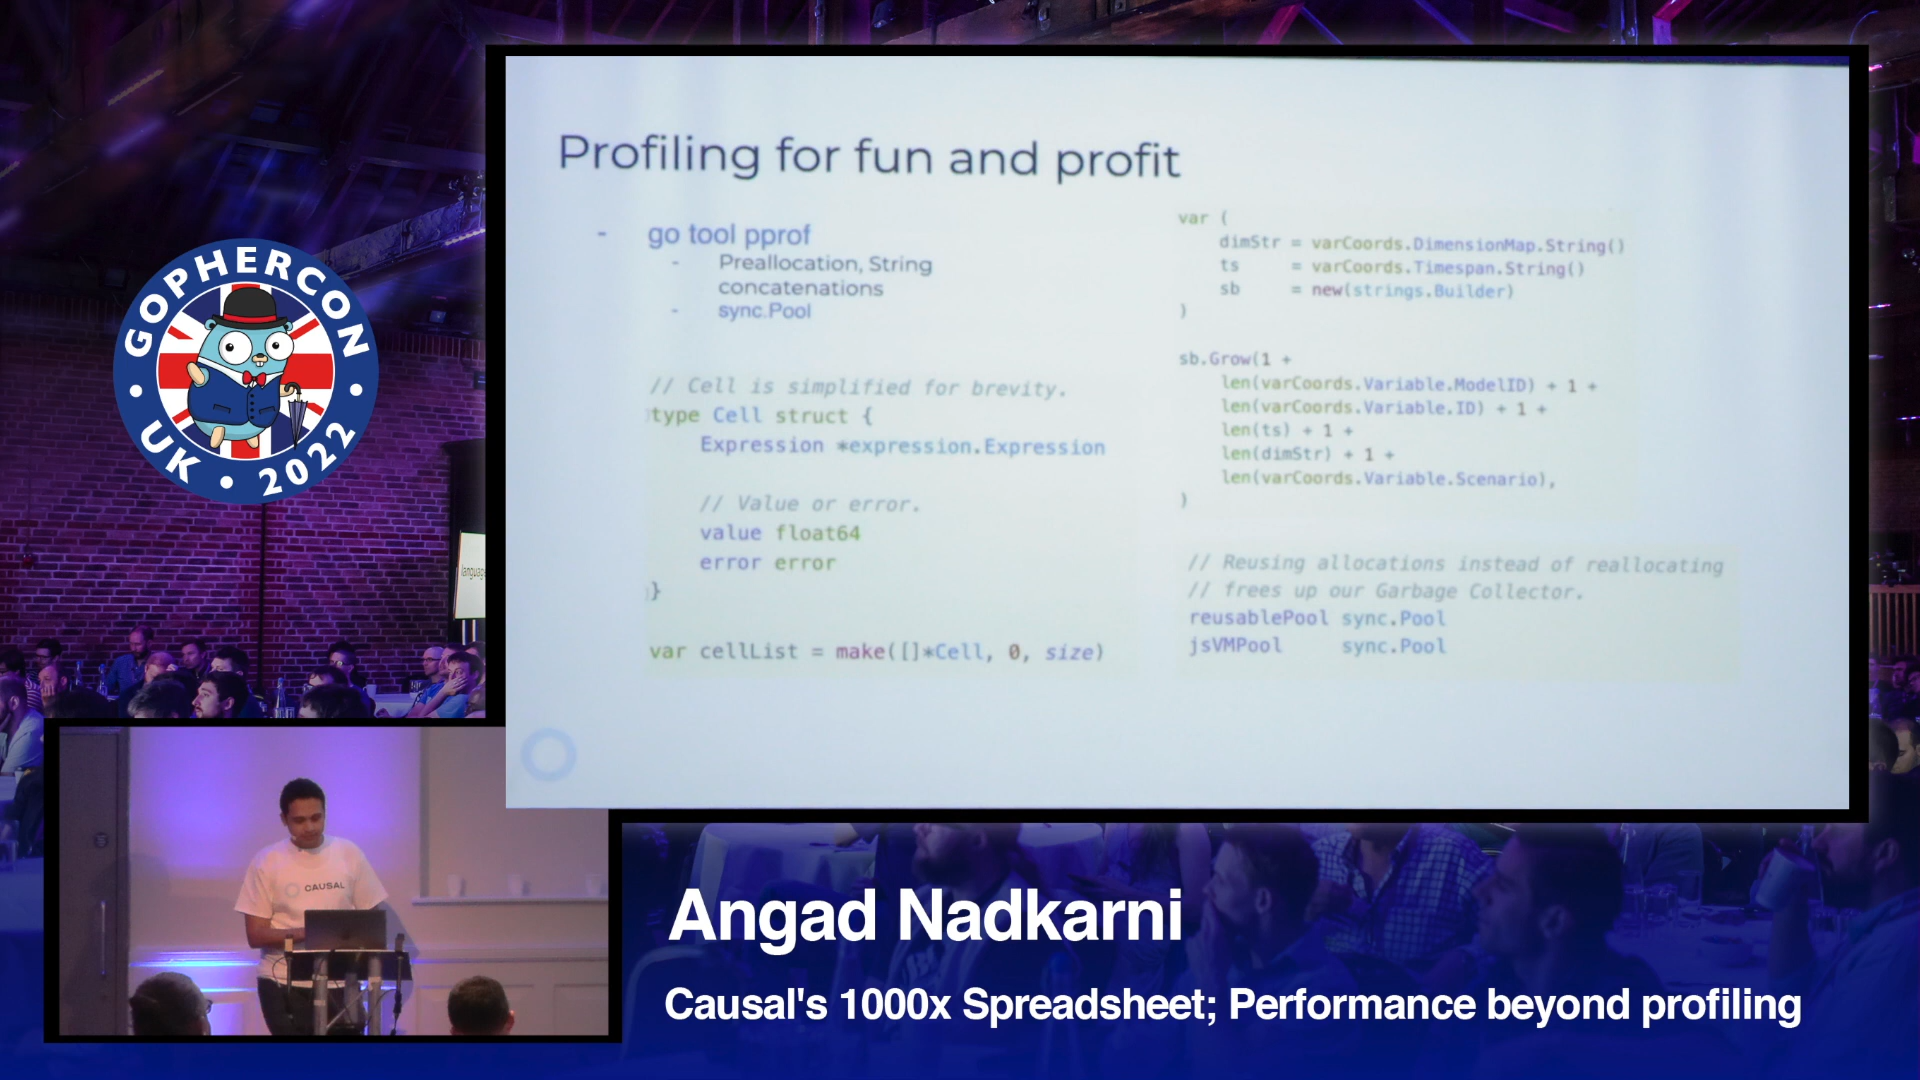 GOPHERCON
UK • 2022
Profiling for fun and profit
- go tool pprof
- Preallocation, String
concatenations
- sync.Pool
// Cell is simplified for brevity.
type Cell struct {
Expression *expression.Expression
// Value or error.
value float64
error error
}
var cellList = make([]*Cell, 0, size)
var (
dimStr = varCoords.DimensionMap.String()
ts = varCoords.Timespan.String()
sb = new(strings.Builder)
)
sb.Grow(1 +
len(varCoords.Variable.ModelID) + 1 +
len(varCoords.Variable.ID) + 1 +
len(ts) + 1 +
len(dimStr) + 1 +
len(varCoords.Variable.Scenario),
)
// Reusing allocations instead of reallocating
// frees up our Garbage Collector.
reusablePool sync.Pool
jsVMPool sync.Pool
language
CAUSAL
Angad Nadkarni
Causal's 1000x Spreadsheet; Performance beyond profiling